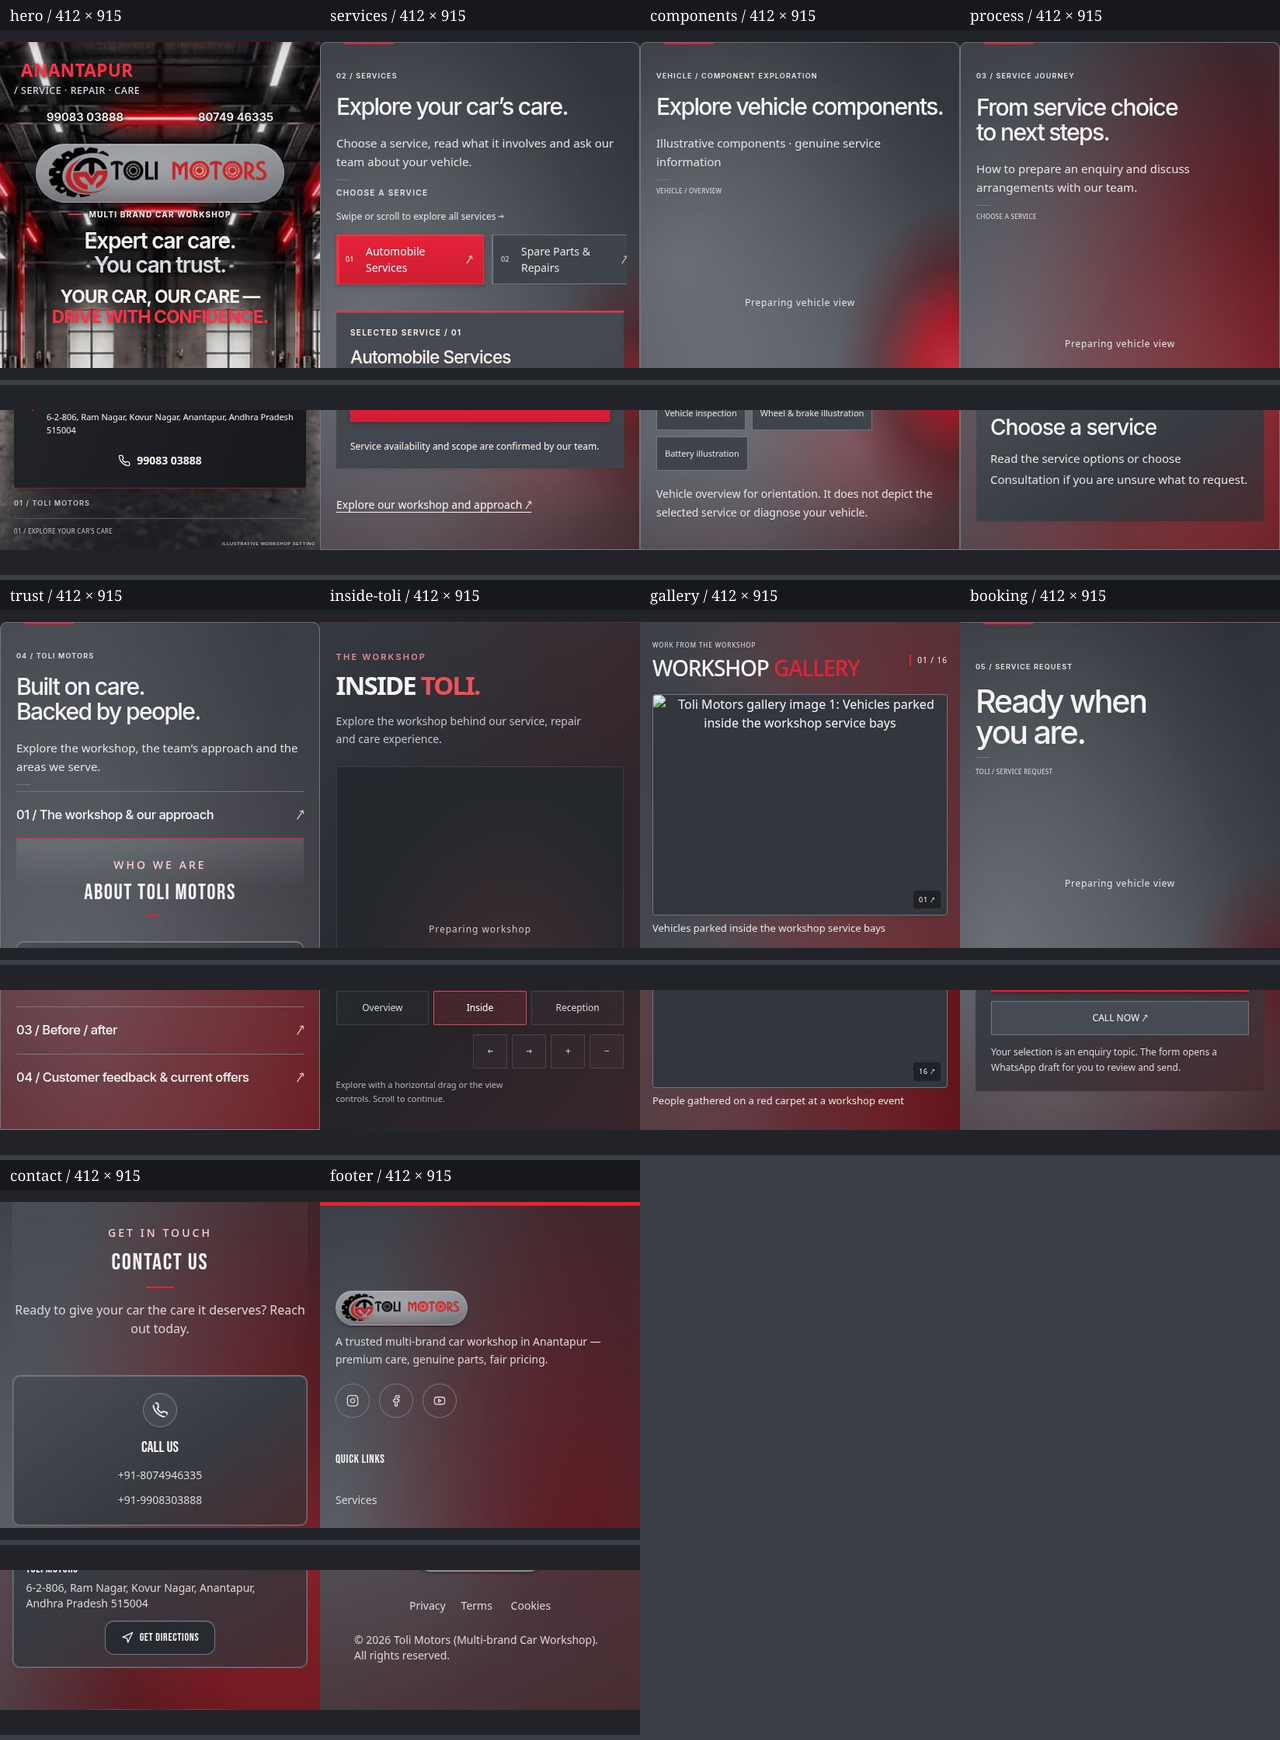 hero / 412 × 915
ANANTAPUR
/ SERVICE · REPAIR · CARE
99083 03888
80749 46335
TOLI MOTORS
MULTI BRAND CAR WORKSHOP
Expert car care.
You can trust.
YOUR CAR, OUR CARE —
DRIVE WITH CONFIDENCE.
6-2-806, Ram Nagar, Kovur Nagar, Anantapur, Andhra Pradesh
515004
99083 03888
01 / TOLI MOTORS
01 / EXPLORE YOUR CAR'S CARE
ILLUSTRATIVE WORKSHOP SETTING
services / 412 × 915
02 / SERVICES
Explore your car’s care.
Choose a service, read what it involves and ask our
team about your vehicle.
CHOOSE A SERVICE
Swipe or scroll to explore all services →
01 Automobile
Services ↗
02 Spare Parts &
Repairs
SELECTED SERVICE / 01
Automobile Services
Service availability and scope are confirmed by our team.
Explore our workshop and approach ↗
components / 412 × 915
VEHICLE / COMPONENT EXPLORATION
Explore vehicle components.
Illustrative components · genuine service
information
VEHICLE / OVERVIEW
Preparing vehicle view
Vehicle inspection
Wheel & brake illustration
Battery illustration
Vehicle overview for orientation. It does not depict the
selected service or diagnose your vehicle.
process / 412 × 915
03 / SERVICE JOURNEY
From service choice
to next steps.
How to prepare an enquiry and discuss
arrangements with our team.
CHOOSE A SERVICE
Preparing vehicle view
Choose a service
Read the service options or choose
Consultation if you are unsure what to request.
trust / 412 × 915
04 / TOLI MOTORS
Built on care.
Backed by people.
Explore the workshop, the team’s approach and the
areas we serve.
01 / The workshop & our approach ↗
WHO WE ARE
ABOUT TOLI MOTORS
03 / Before / after ↗
04 / Customer feedback & current offers ↗
inside-toli / 412 × 915
THE WORKSHOP
INSIDE TOLI.
Explore the workshop behind our service, repair
and care experience.
Preparing workshop
Overview
Inside
Reception
← → + −
Explore with a horizontal drag or the view
controls. Scroll to continue.
gallery / 412 × 915
WORK FROM THE WORKSHOP
WORKSHOP GALLERY
01 / 16
Toli Motors gallery image 1: Vehicles parked
inside the workshop service bays
01 ↗
Vehicles parked inside the workshop service bays
16 ↗
People gathered on a red carpet at a workshop event
booking / 412 × 915
05 / SERVICE REQUEST
Ready when
you are.
TOLI / SERVICE REQUEST
Preparing vehicle view
CALL NOW ↗
Your selection is an enquiry topic. The form opens a
WhatsApp draft for you to review and send.
contact / 412 × 915
GET IN TOUCH
CONTACT US
Ready to give your car the care it deserves? Reach
out today.
CALL US
+91-8074946335
+91-9908303888
6-2-806, Ram Nagar, Kovur Nagar, Anantapur,
Andhra Pradesh 515004
GET DIRECTIONS
footer / 412 × 915
TOLI MOTORS
A trusted multi-brand car workshop in Anantapur —
premium care, genuine parts, fair pricing.
QUICK LINKS
Services
Privacy
Terms
Cookies
© 2026 Toli Motors (Multi-brand Car Workshop).
All rights reserved.